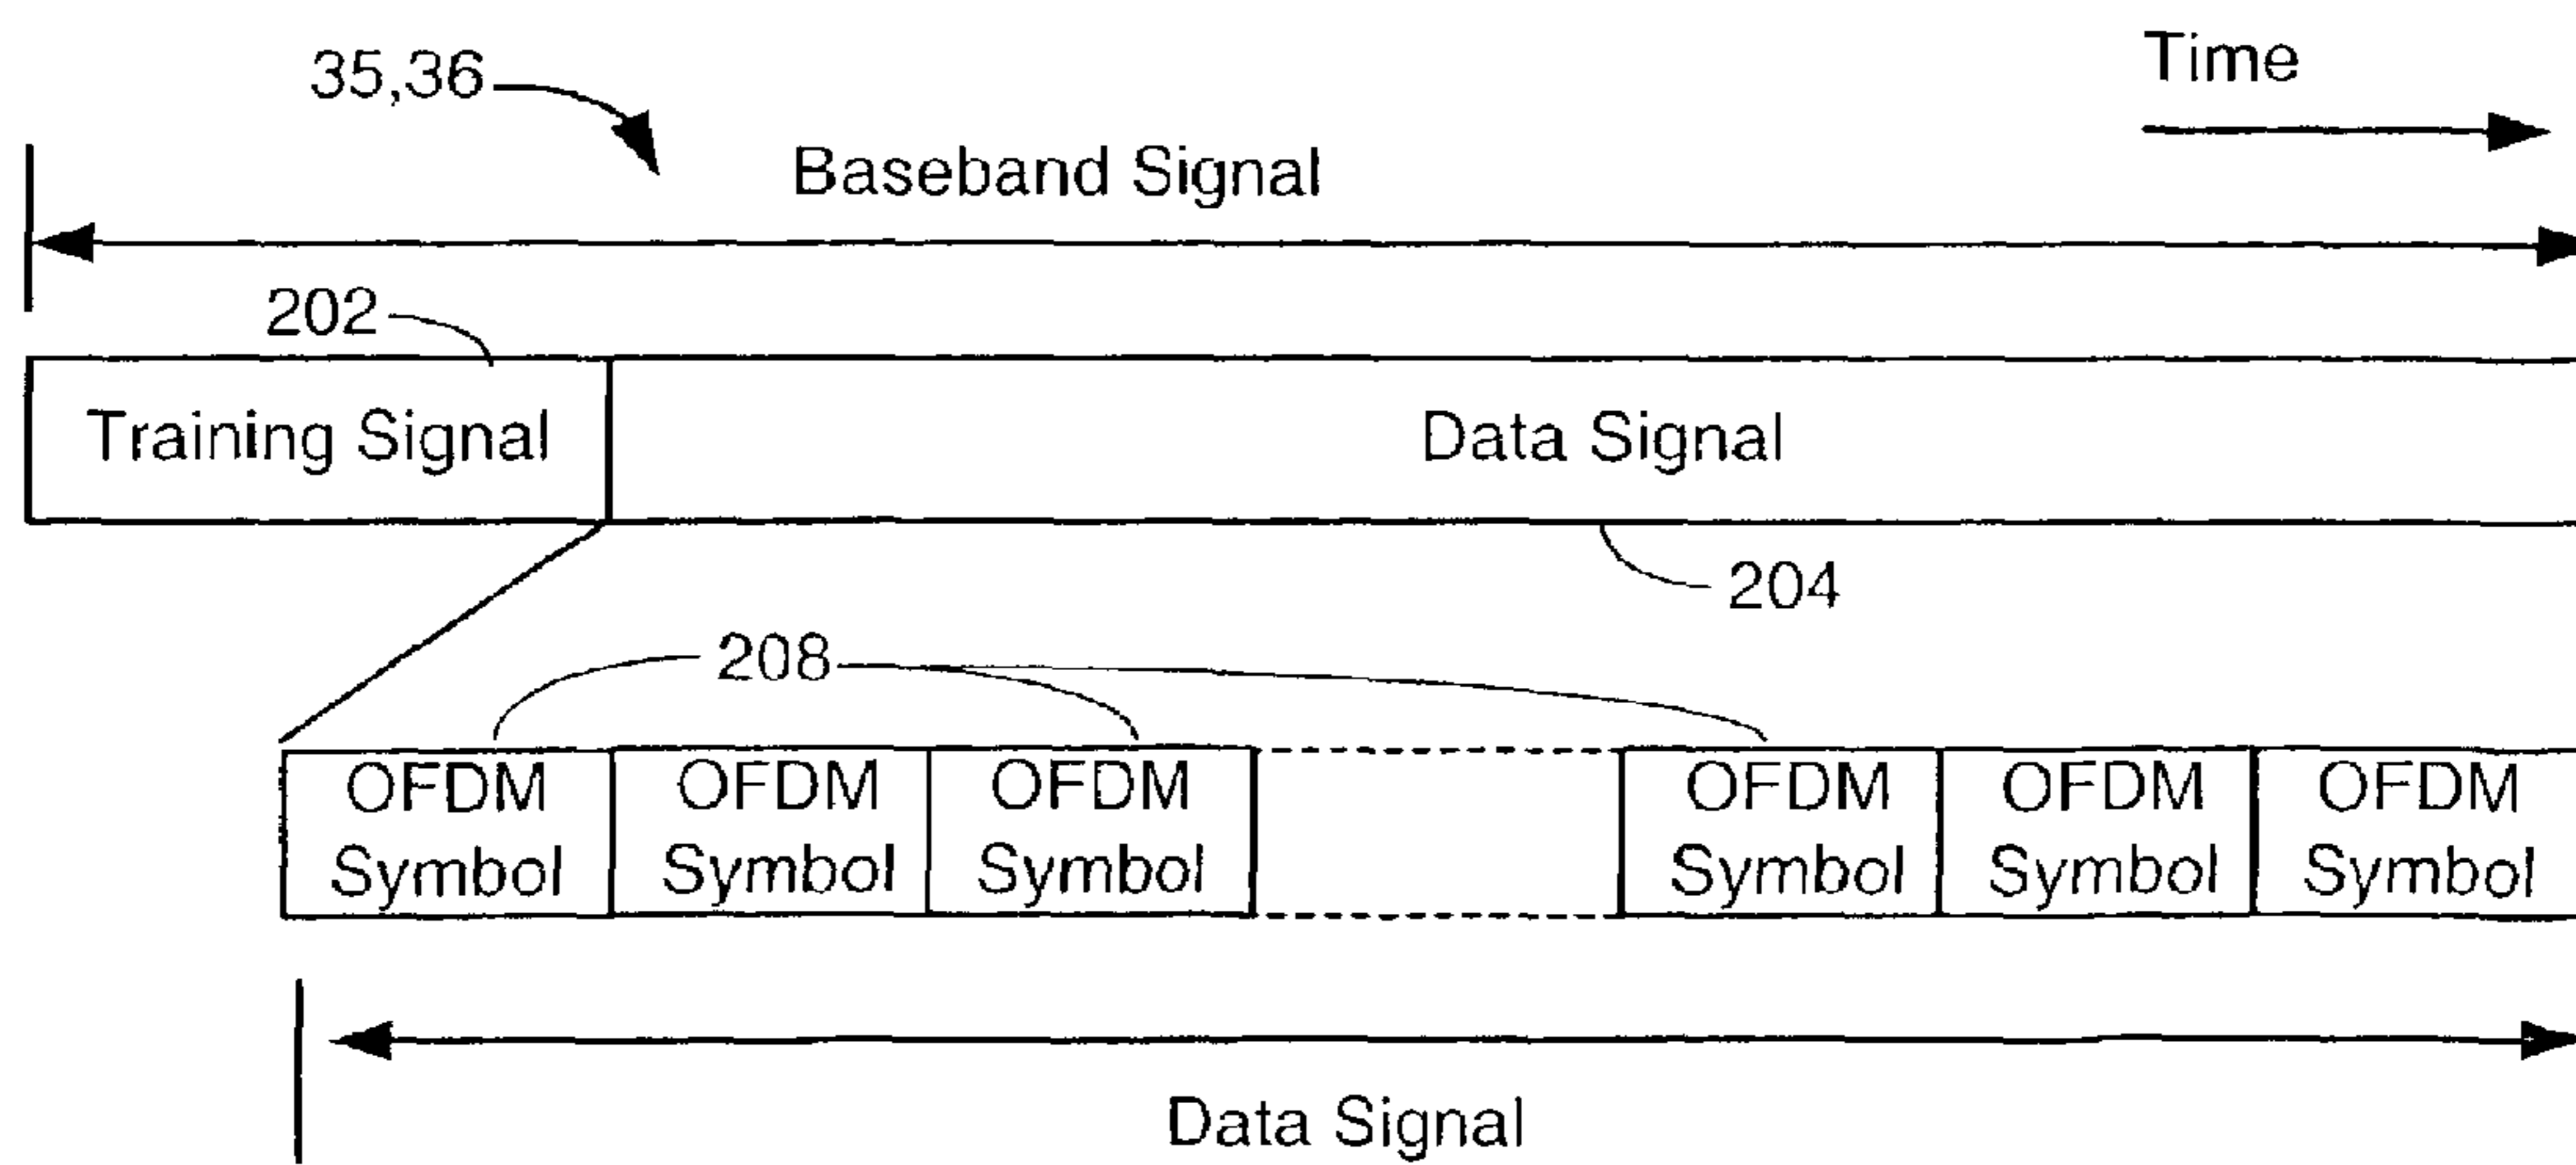 35,36
Time
Baseband Signal
202
Training Signal
Data Signal
204
208
OFDM Symbol
OFDM Symbol
OFDM Symbol
OFDM Symbol
OFDM Symbol
OFDM Symbol
Data Signal